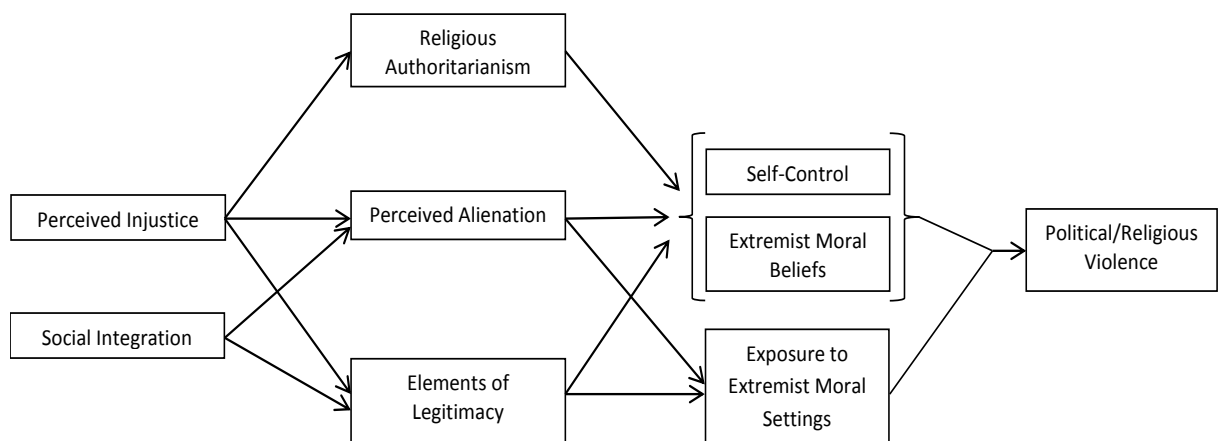 Religious
Authoritarianism
Self-Control
Perceived Injustice
Perceived Alienation
Extremist Moral
Beliefs
Political/Religious
Violence
Social Integration
Elements of
Legitimacy
Exposure to
Extremist Moral
Settings